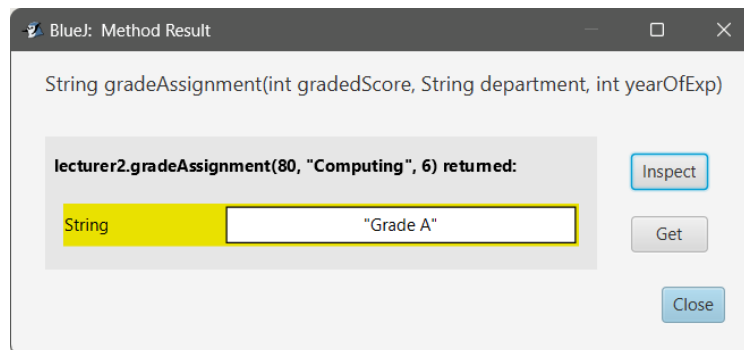 BlueJ: Method Result
String gradeAssignment(int gradedScore, String department, int yearOfExp)
lecturer2.gradeAssignment(80, "Computing", 6) returned:
Inspect
String "Grade A"
Get
Close